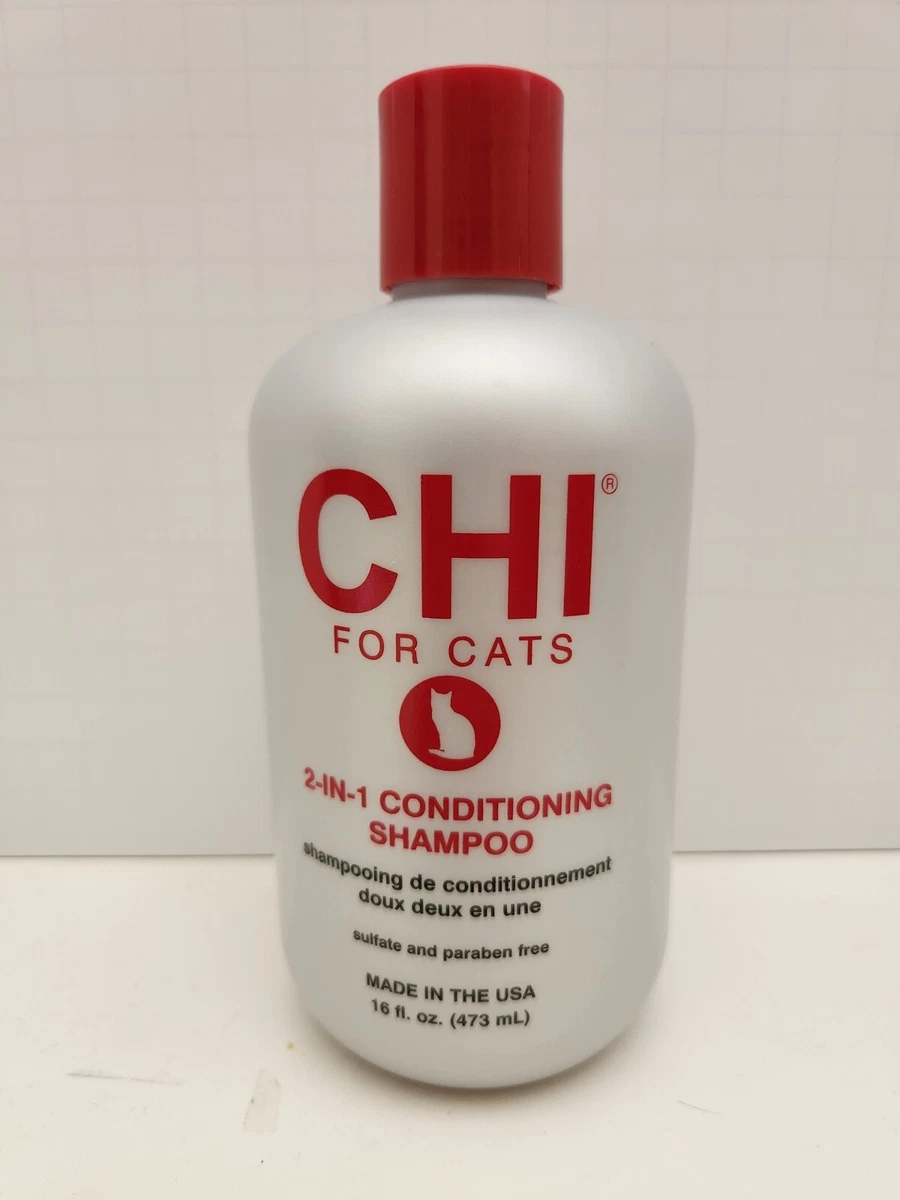 CHI®
FOR CATS
2-IN-1 CONDITIONING
SHAMPOO
shampooing de conditionnement
doux deux en une
sulfate and paraben free
MADE IN THE USA
16 fl. oz. (473 mL)